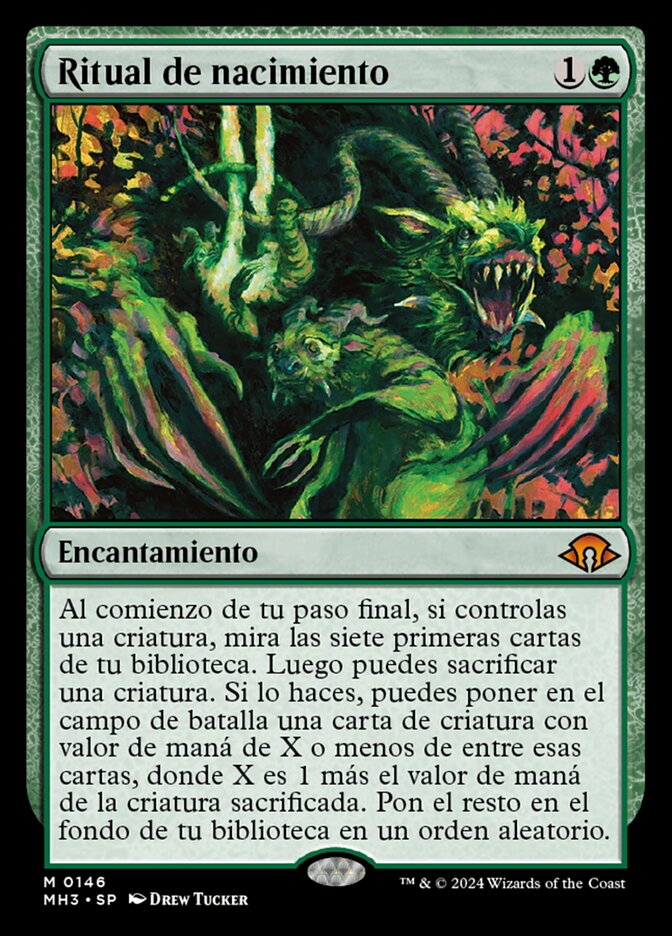 Ritual de nacimiento 1
Encantamiento
Al comienzo de tu paso final, si controlas
una criatura, mira las siete primeras cartas
de tu biblioteca. Luego puedes sacrificar
una criatura. Si lo haces, puedes poner en el
campo de batalla una carta de criatura con
valor de maná de X o menos de entre esas
cartas, donde X es 1 más el valor de maná
de la criatura sacrificada. Pon el resto en el
fondo de tu biblioteca en un orden aleatorio.
M 0146
MH3 • SP Drew Tucker
™ & © 2024 Wizards of the Coast